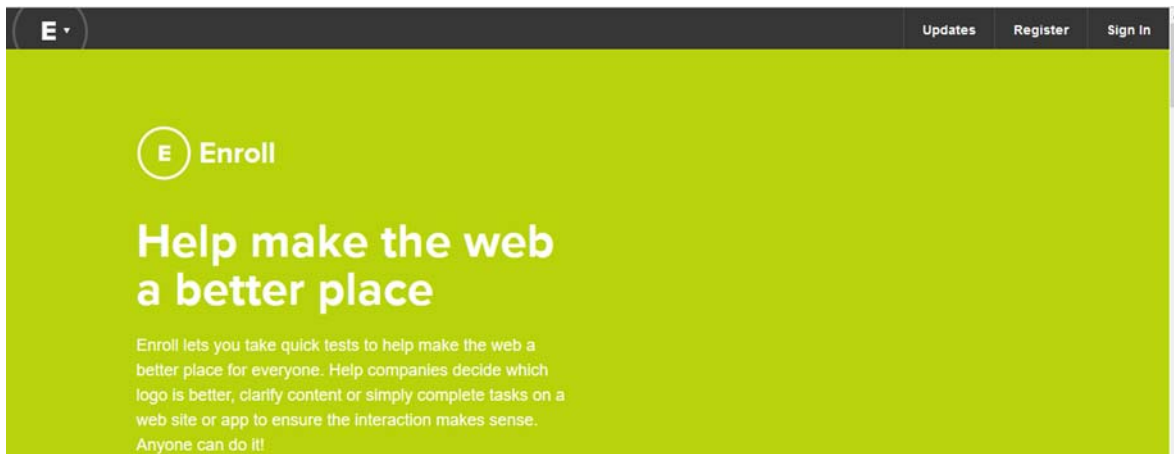 E
Updates
Register
Sign In
E
Enroll
Help make the web
a better place
Enroll lets you take quick tests to help make the web a
better place for everyone. Help companies decide which
logo is better, clarify content or simply complete tasks on a
web site or app to ensure the interaction makes sense.
Anyone can do it!